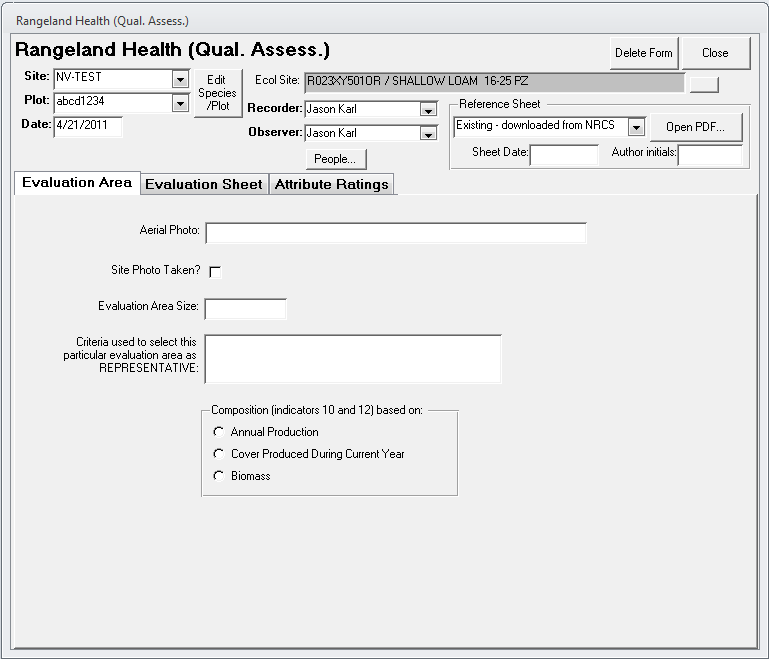 Rangeland Health (Qual. Assess.)
Rangeland Health (Qual. Assess.)
Delete Form
Close
Site: NV-TEST
Edit Species /Plot
Ecol Site: R023XY501OR / SHALLOW LOAM 16-25 PZ
Plot: abcd1234
Recorder: Jason Karl
Reference Sheet
Date: 4/21/2011
Observer: Jason Karl
Existing - downloaded from NRCS
Open PDF...
People...
Sheet Date:
Author initials:
Evaluation Area
Evaluation Sheet
Attribute Ratings
Aerial Photo:
Site Photo Taken?
Evaluation Area Size:
Criteria used to select this
particular evaluation area as
REPRESENTATIVE:
Composition (indicators 10 and 12) based on:
Annual Production
Cover Produced During Current Year
Biomass